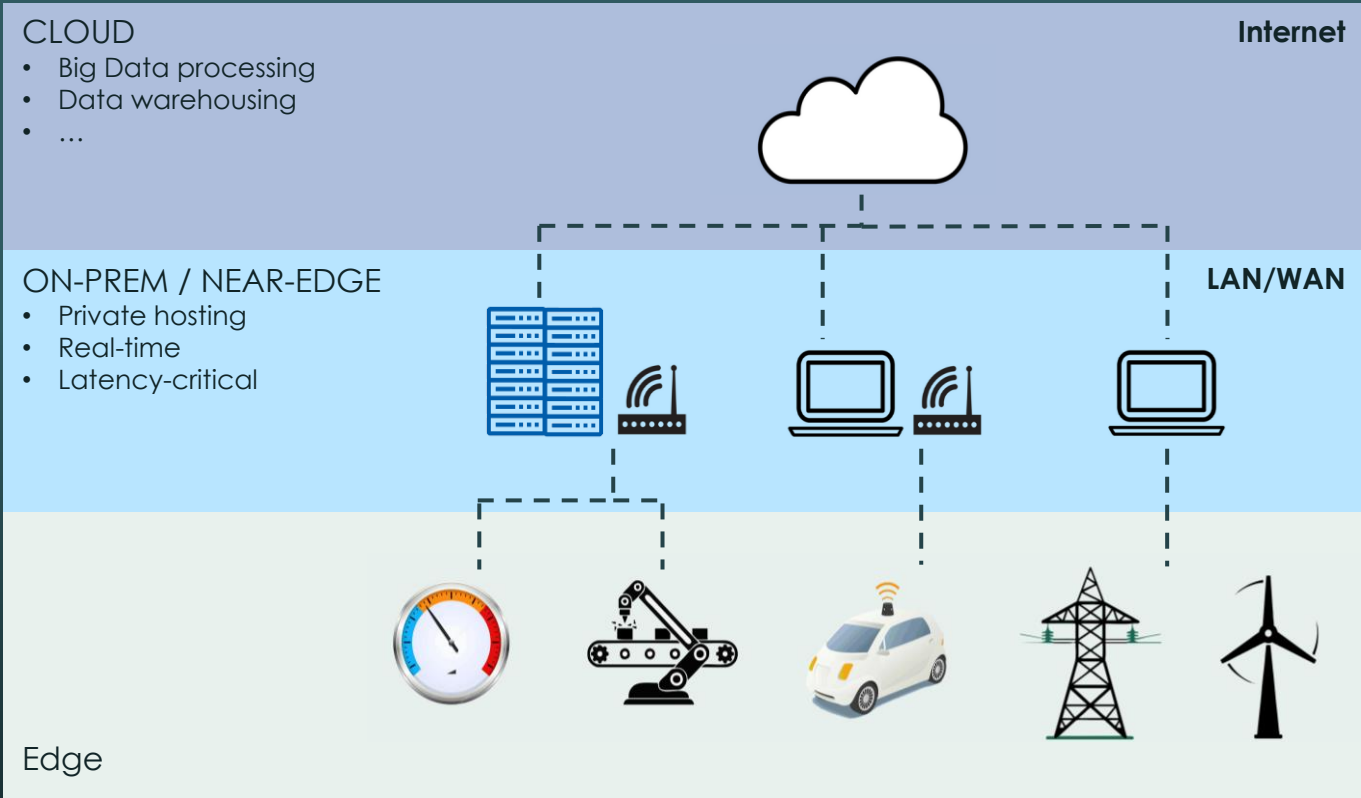 CLOUD
• Big Data processing
• Data warehousing
• …
Internet
ON-PREM / NEAR-EDGE
• Private hosting
• Real-time
• Latency-critical
LAN/WAN
Edge